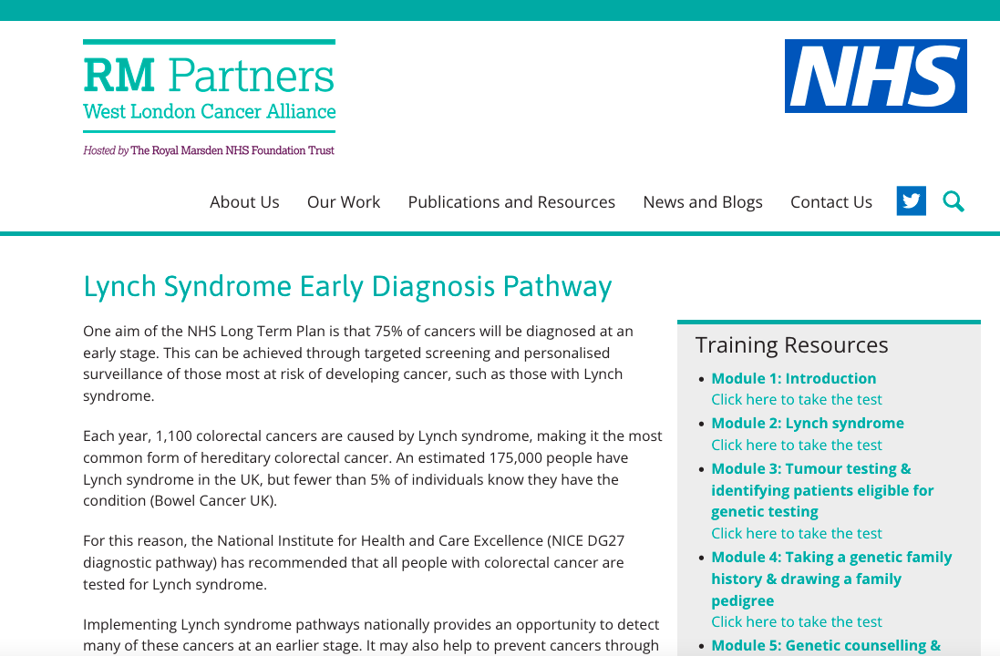 RM Partners
West London Cancer Alliance
Hosted by The Royal Marsden NHS Foundation Trust
NHS
About Us Our Work Publications and Resources News and Blogs Contact Us
Lynch Syndrome Early Diagnosis Pathway
One aim of the NHS Long Term Plan is that 75% of cancers will be diagnosed at an
early stage. This can be achieved through targeted screening and personalised
surveillance of those most at risk of developing cancer, such as those with Lynch
syndrome.
Each year, 1,100 colorectal cancers are caused by Lynch syndrome, making it the most
common form of hereditary colorectal cancer. An estimated 175,000 people have
Lynch syndrome in the UK, but fewer than 5% of individuals know they have the
condition (Bowel Cancer UK).
For this reason, the National Institute for Health and Care Excellence (NICE DG27
diagnostic pathway) has recommended that all people with colorectal cancer are
tested for Lynch syndrome.
Implementing Lynch syndrome pathways nationally provides an opportunity to detect
many of these cancers at an earlier stage. It may also help to prevent cancers through
Training Resources
• Module 1: Introduction
Click here to take the test
• Module 2: Lynch syndrome
Click here to take the test
• Module 3: Tumour testing &
identifying patients eligible for
genetic testing
Click here to take the test
• Module 4: Taking a genetic family
history & drawing a family
pedigree
Click here to take the test
• Module 5: Genetic counselling &